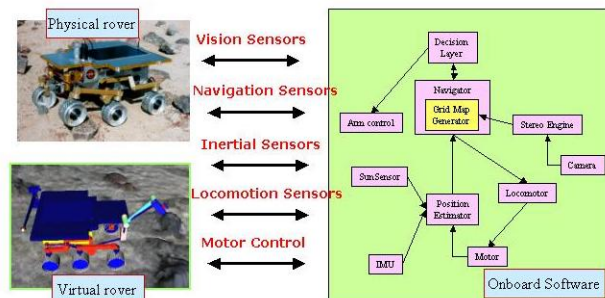 Physical rover
Vision Sensors
Navigation Sensors
Inertial Sensors
Locomotion Sensors
Motor Control
Virtual rover
Decision
Layer
Navigator
Grid Map
Generator
Arm control
Stereo Engine
Camera
SunSensor
Locomotor
Position
Estimator
IMU
Motor
Onboard Software